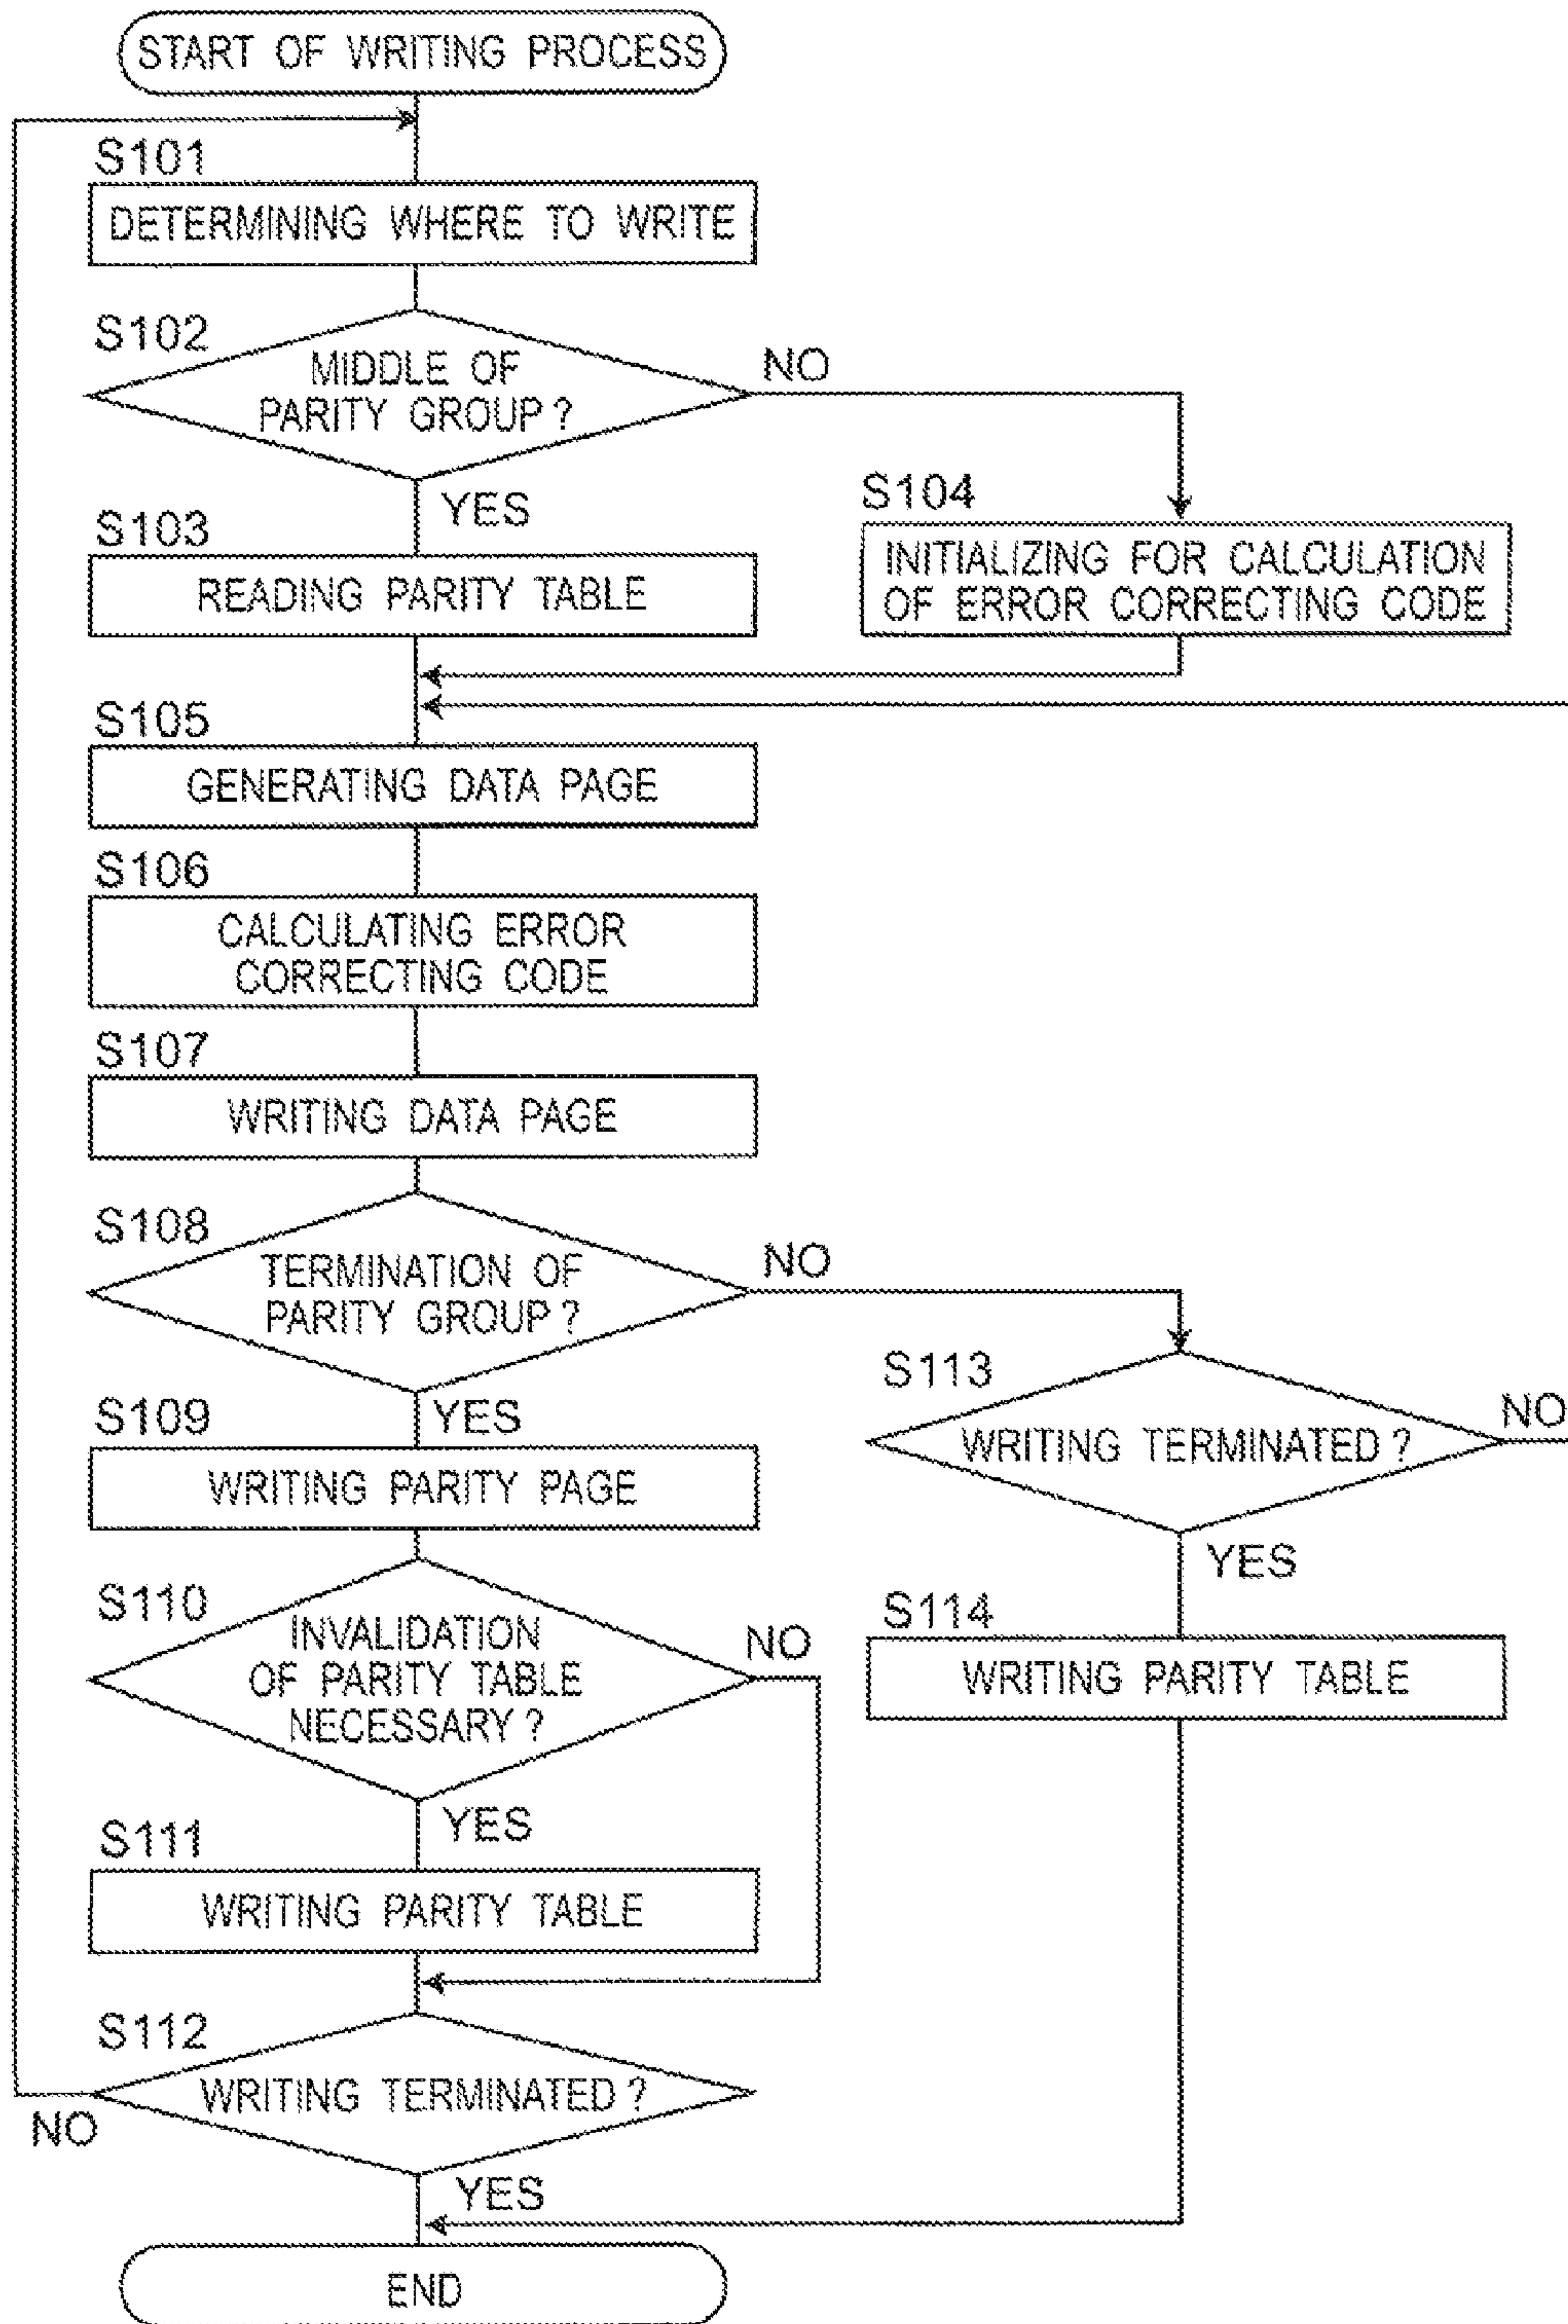 START OF WRITING PROCESS
S101
DETERMINING WHERE TO WRITE
S102
MIDDLE OF
PARITY GROUP?
NO
YES
S103
READING PARITY TABLE
S104
INITIALIZING FOR CALCULATION
OF ERROR CORRECTING CODE
S105
GENERATING DATA PAGE
S106
CALCULATING ERROR
CORRECTING CODE
S107
WRITING DATA PAGE
S108
TERMINATION OF
PARITY GROUP?
NO
YES
S109
WRITING PARITY PAGE
S113
WRITING TERMINATED?
NO
YES
S110
INVALIDATION
OF PARITY TABLE
NECESSARY?
NO
YES
S114
WRITING PARITY TABLE
S111
WRITING PARITY TABLE
S112
WRITING TERMINATED?
NO
YES
END